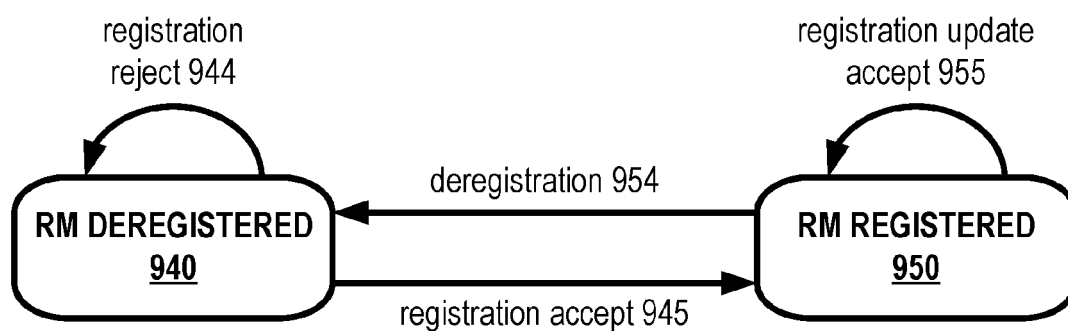 registration
reject 944
registration update
accept 955
deregistration 954
RM DEREGISTERED
940
RM REGISTERED
950
registration accept 945